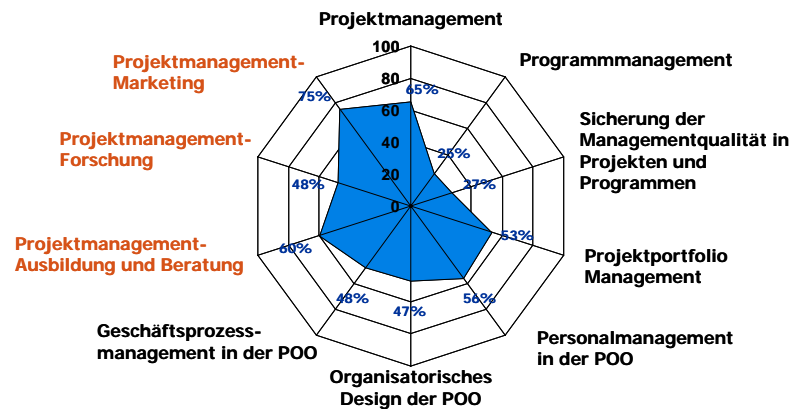 Projektmanagement
Programmmanagement
Sicherung der
Managementqualität in
Projekten und
Programmen
Projektportfolio
Management
Personalmanagement
in der POO
Organisatorisches
Design der POO
Geschäftsprozess-
management in der POO
Projektmanagement-
Ausbildung und Beratung
Projektmanagement-
Forschung
Projektmanagement-
Marketing
100
80
60
40
20
0
65%
25%
27%
53%
56%
47%
48%
60%
48%
75%